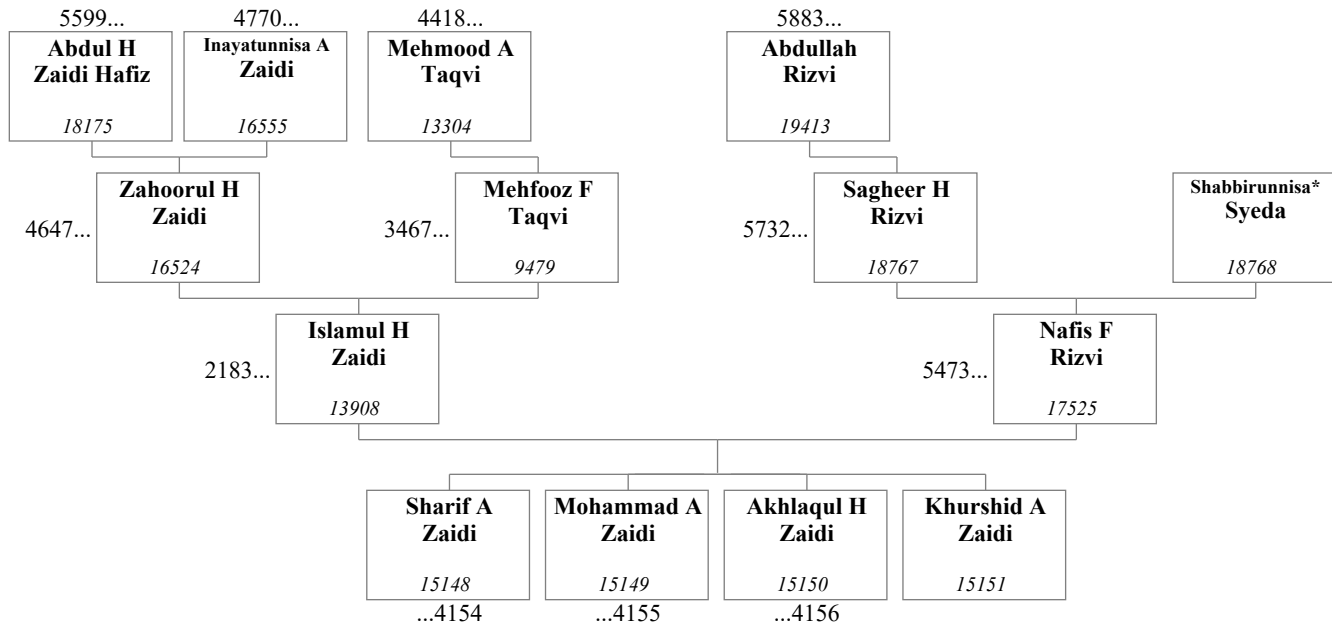 5599...
4770...
4418...
5883...
Abdul H
Zaidi Hafiz
18175
Inayatunnisa A
Zaidi
16555
Mehmood A
Taqvi
13304
Abdullah
Rizvi
19413
4647...
Zahoorul H
Zaidi
16524
3467...
Mehfooz F
Taqvi
9479
5732...
Sagheer H
Rizvi
18767
Shabbirunnisa*
Syeda
18768
2183...
Islamul H
Zaidi
13908
5473...
Nafis F
Rizvi
17525
Sharif A
Zaidi
15148
...4154
Mohammad A
Zaidi
15149
...4155
Akhlaqul H
Zaidi
15150
...4156
Khurshid A
Zaidi
15151